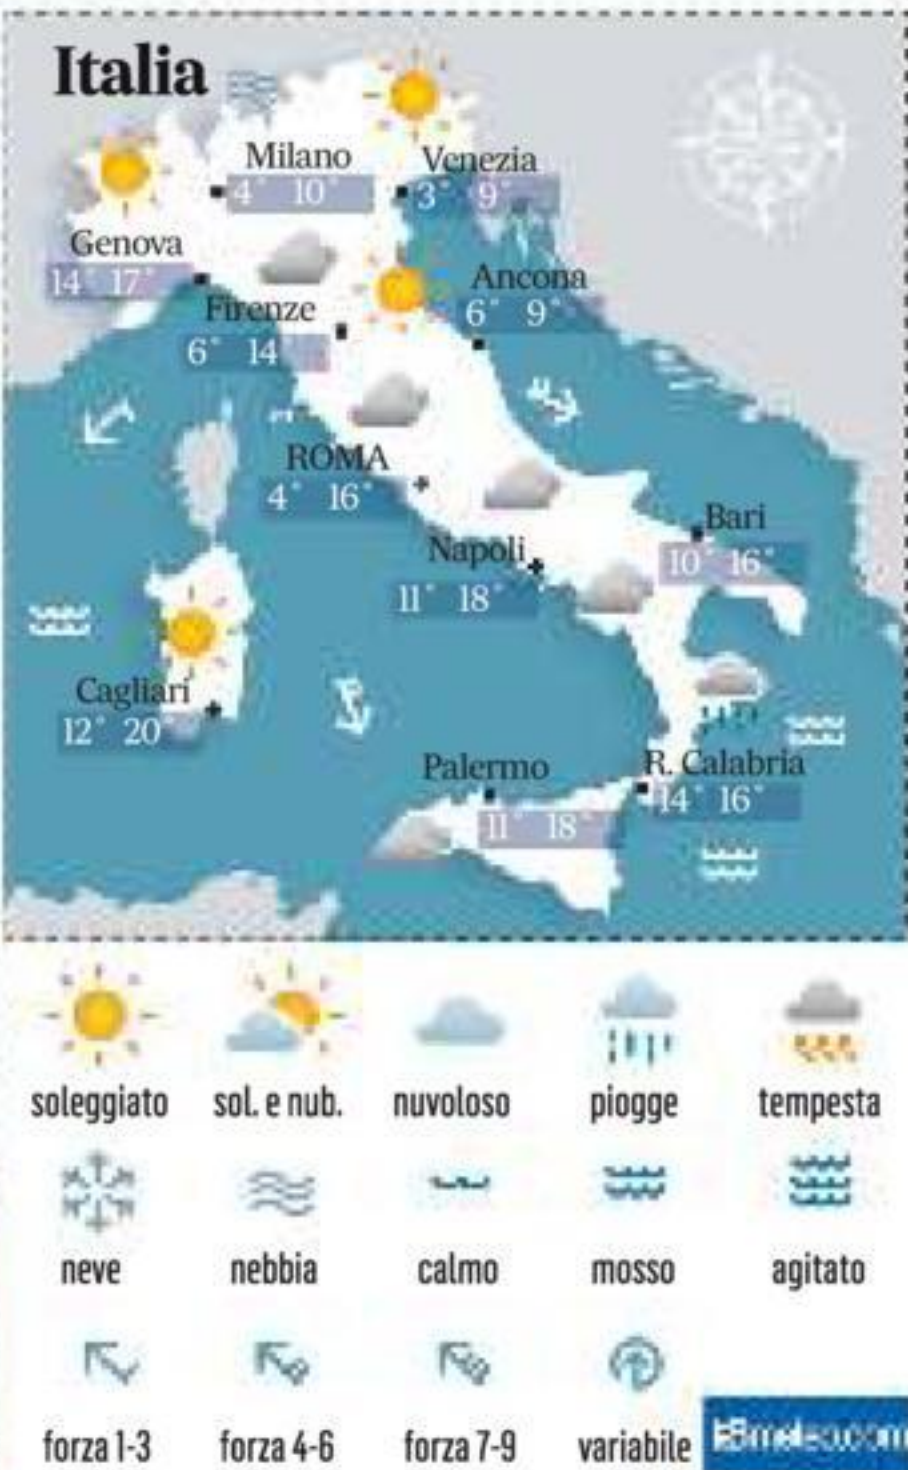 Italia
Milano
4° 10°
Venezia
3° 9°
Genova
14° 17°
Ancona
6° 9°
Firenze
6° 14
ROMA
4° 16°
Bari
10° 16°
Napoli
11° 18°
Cagliari
12° 20°
Palermo
11° 18°
R. Calabria
14° 16°
soleggiato sol. e nub. nuvoloso piogge tempesta
neve nebbia calmo mosso agitato
forza 1-3 forza 4-6 forza 7-9 variabile